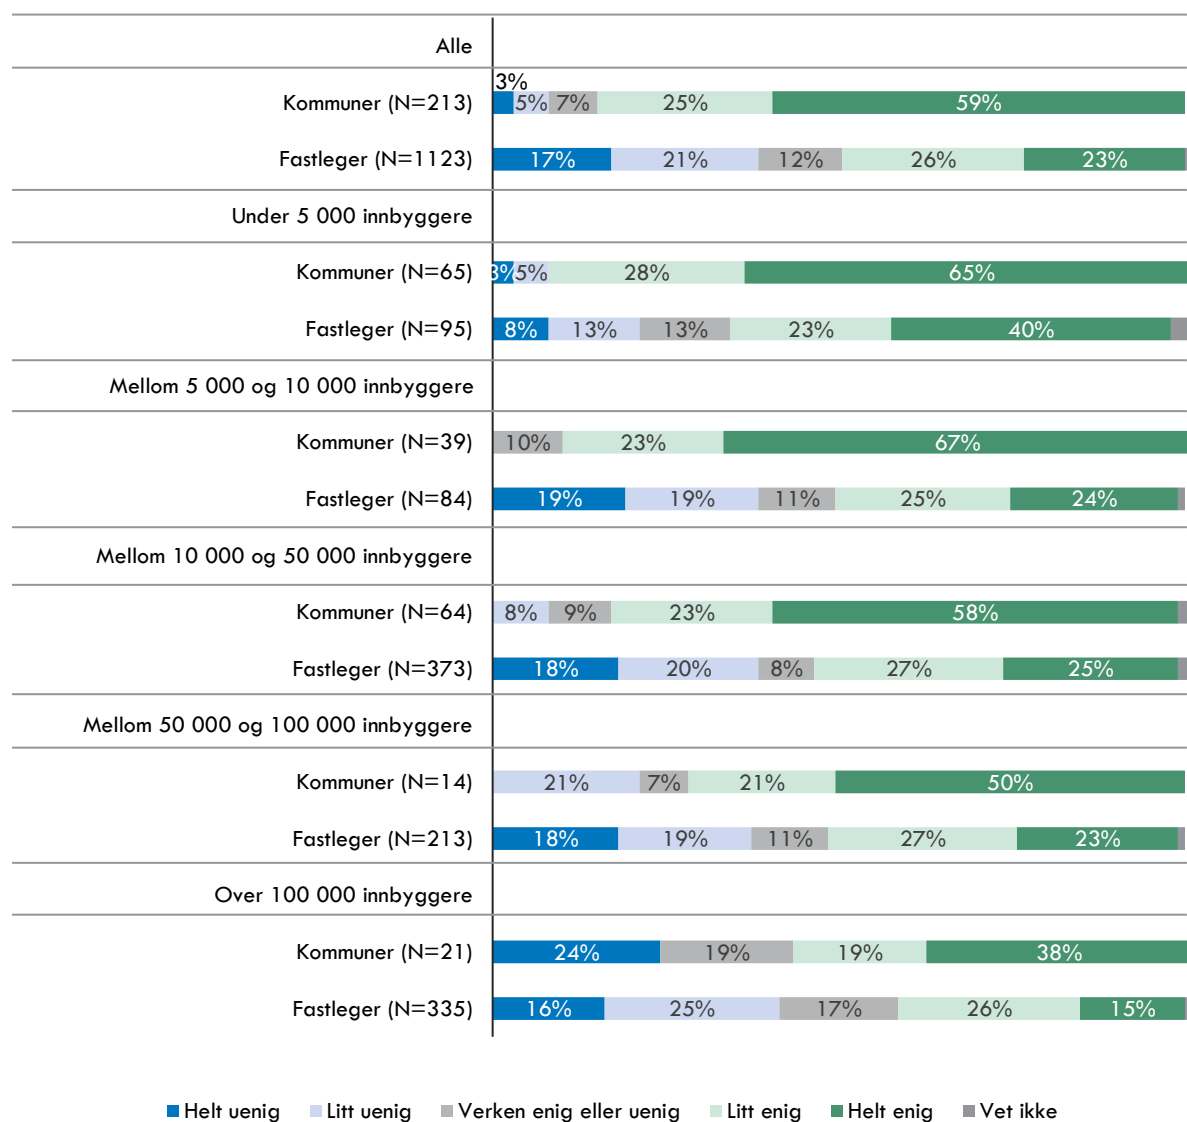 Alle
3%
Kommuner (N=213) 5% 7% 25% 59%
Fastleger (N=1123) 17% 21% 12% 26% 23%
Under 5 000 innbyggere
Kommuner (N=65) 3% 5% 28% 65%
Fastleger (N=95) 8% 13% 13% 23% 40%
Mellom 5 000 og 10 000 innbyggere
Kommuner (N=39) 10% 23% 67%
Fastleger (N=84) 19% 19% 11% 25% 24%
Mellom 10 000 og 50 000 innbyggere
Kommuner (N=64) 8% 9% 23% 58%
Fastleger (N=373) 18% 20% 8% 27% 25%
Mellom 50 000 og 100 000 innbyggere
Kommuner (N=14) 21% 7% 21% 50%
Fastleger (N=213) 18% 19% 11% 27% 23%
Over 100 000 innbyggere
Kommuner (N=21) 24% 19% 19% 38%
Fastleger (N=335) 16% 25% 17% 26% 15%
Helt uenig Litt uenig Verken enig eller uenig Litt enig Helt enig Vet ikke